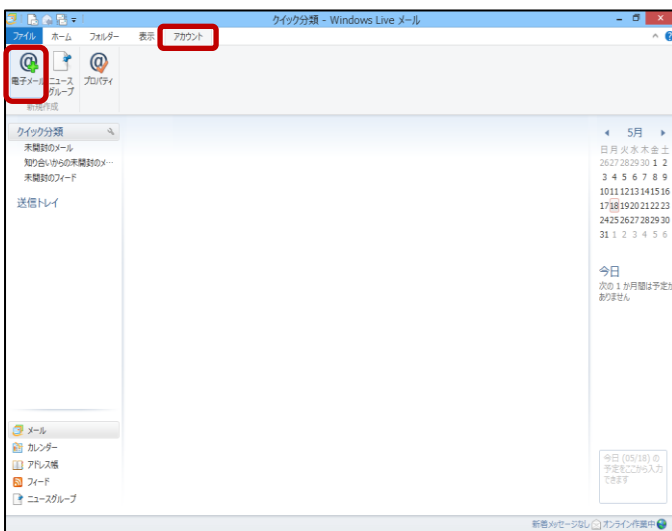 クイック分類 - Windows Live メール
ファイル ホーム フォルダー 表示 アカウント
電子メール ニュースグループ プロパティ
新規作成
クイック分類
未開封のメール
知り合いからの未開封のメ…
未開封のフィード
送信トレイ
5月
日 月 火 水 木 金 土
26 27 28 29 30 1 2
3 4 5 6 7 8 9
10 11 12 13 14 15 16
17 18 19 20 21 22 23
24 25 26 27 28 29 30
31 1 2 3 4 5 6
今日
次の 1 か月間は予定が
ありません
メール
カレンダー
アドレス帳
フィード
ニュースグループ
今日 (05/18) の
予定をここから入力
できます
新着メッセージなし オンライン作業中